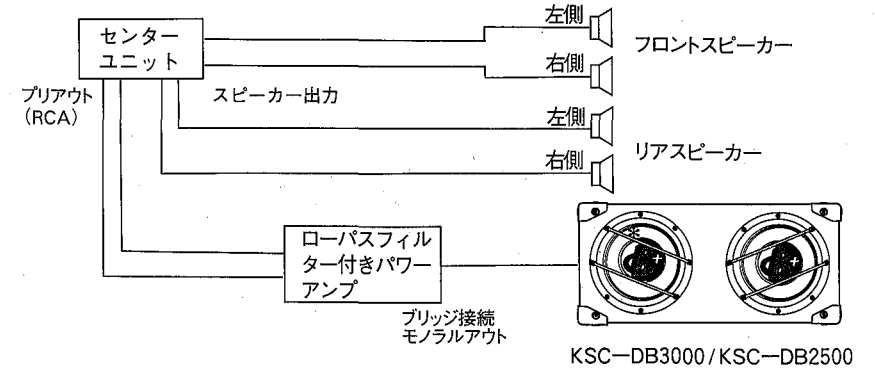 センター
ユニット
プリアウト
(RCA)
スピーカー出力
左側
右側
フロントスピーカー
左側
右側
リアスピーカー
ローパスフィル
ター付きパワー
アンプ
ブリッジ接続
モノラルアウト
KSC−DB3000/KSC−DB2500